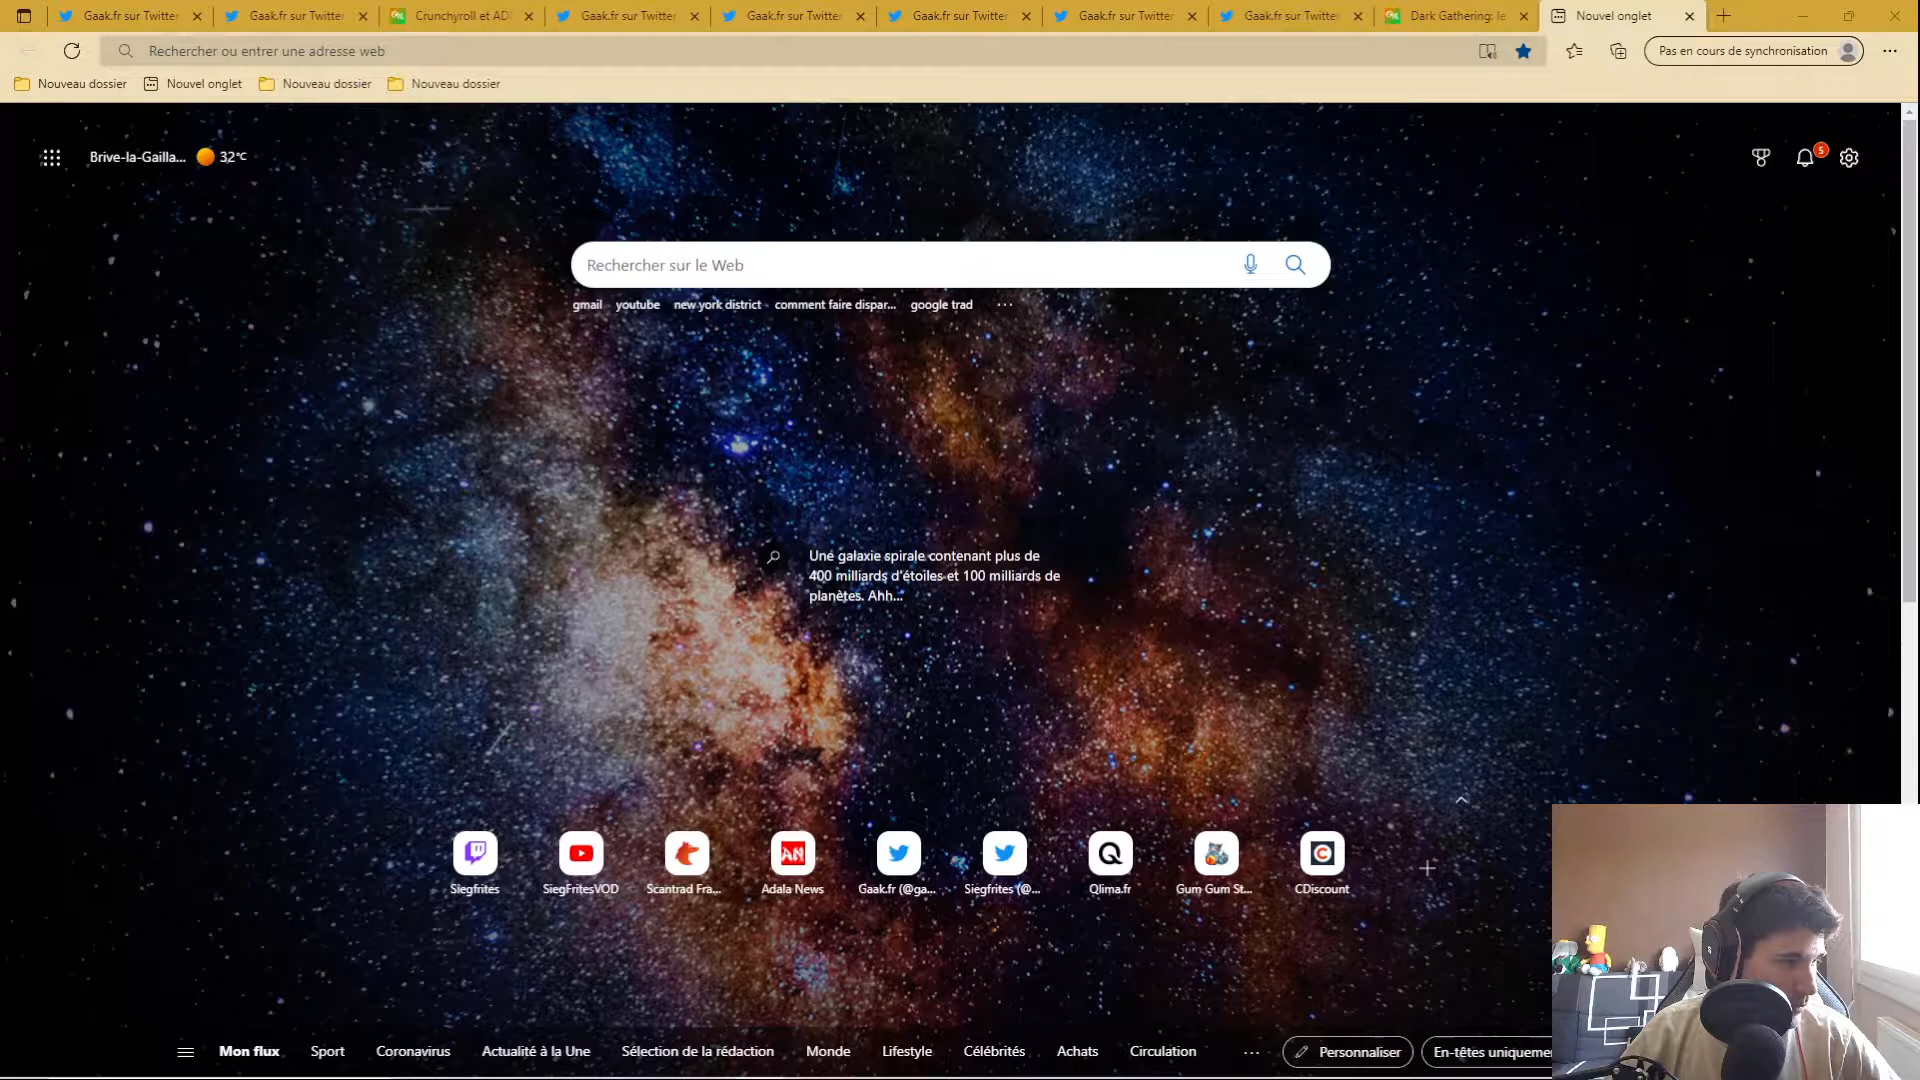 Gaak.fr sur Twitter
Gaak.fr sur Twitter
Crunchyroll et AD
Gaak.fr sur Twitter
Gaak.fr sur Twitter
Gaak.fr sur Twitter
Gaak.fr sur Twitter
Gaak.fr sur Twitter
Dark Gathering: le
Nouvel onglet
Rechercher ou entrer une adresse web
Pas en cours de synchronisation
Nouveau dossier
Nouvel onglet
Nouveau dossier
Nouveau dossier
Brive-la-Gailla... 32°C
5
Rechercher sur le Web
gmail youtube new york district comment faire dispar... google trad ...
Une galaxie spirale contenant plus de
400 milliards d'étoiles et 100 milliards de
planètes. Ahh...
Siegfrites
SiegFritesVOD
Scantrad Fra...
AN
Adala News
Gaak.fr (@ga...
Siegfrites (@...
Qlima.fr
Gum Gum St...
CDiscount
Mon flux Sport Coronavirus Actualité à la Une Sélection de la rédaction Monde Lifestyle Célébrités Achats Circulation ... Personnaliser En-têtes uniqueme